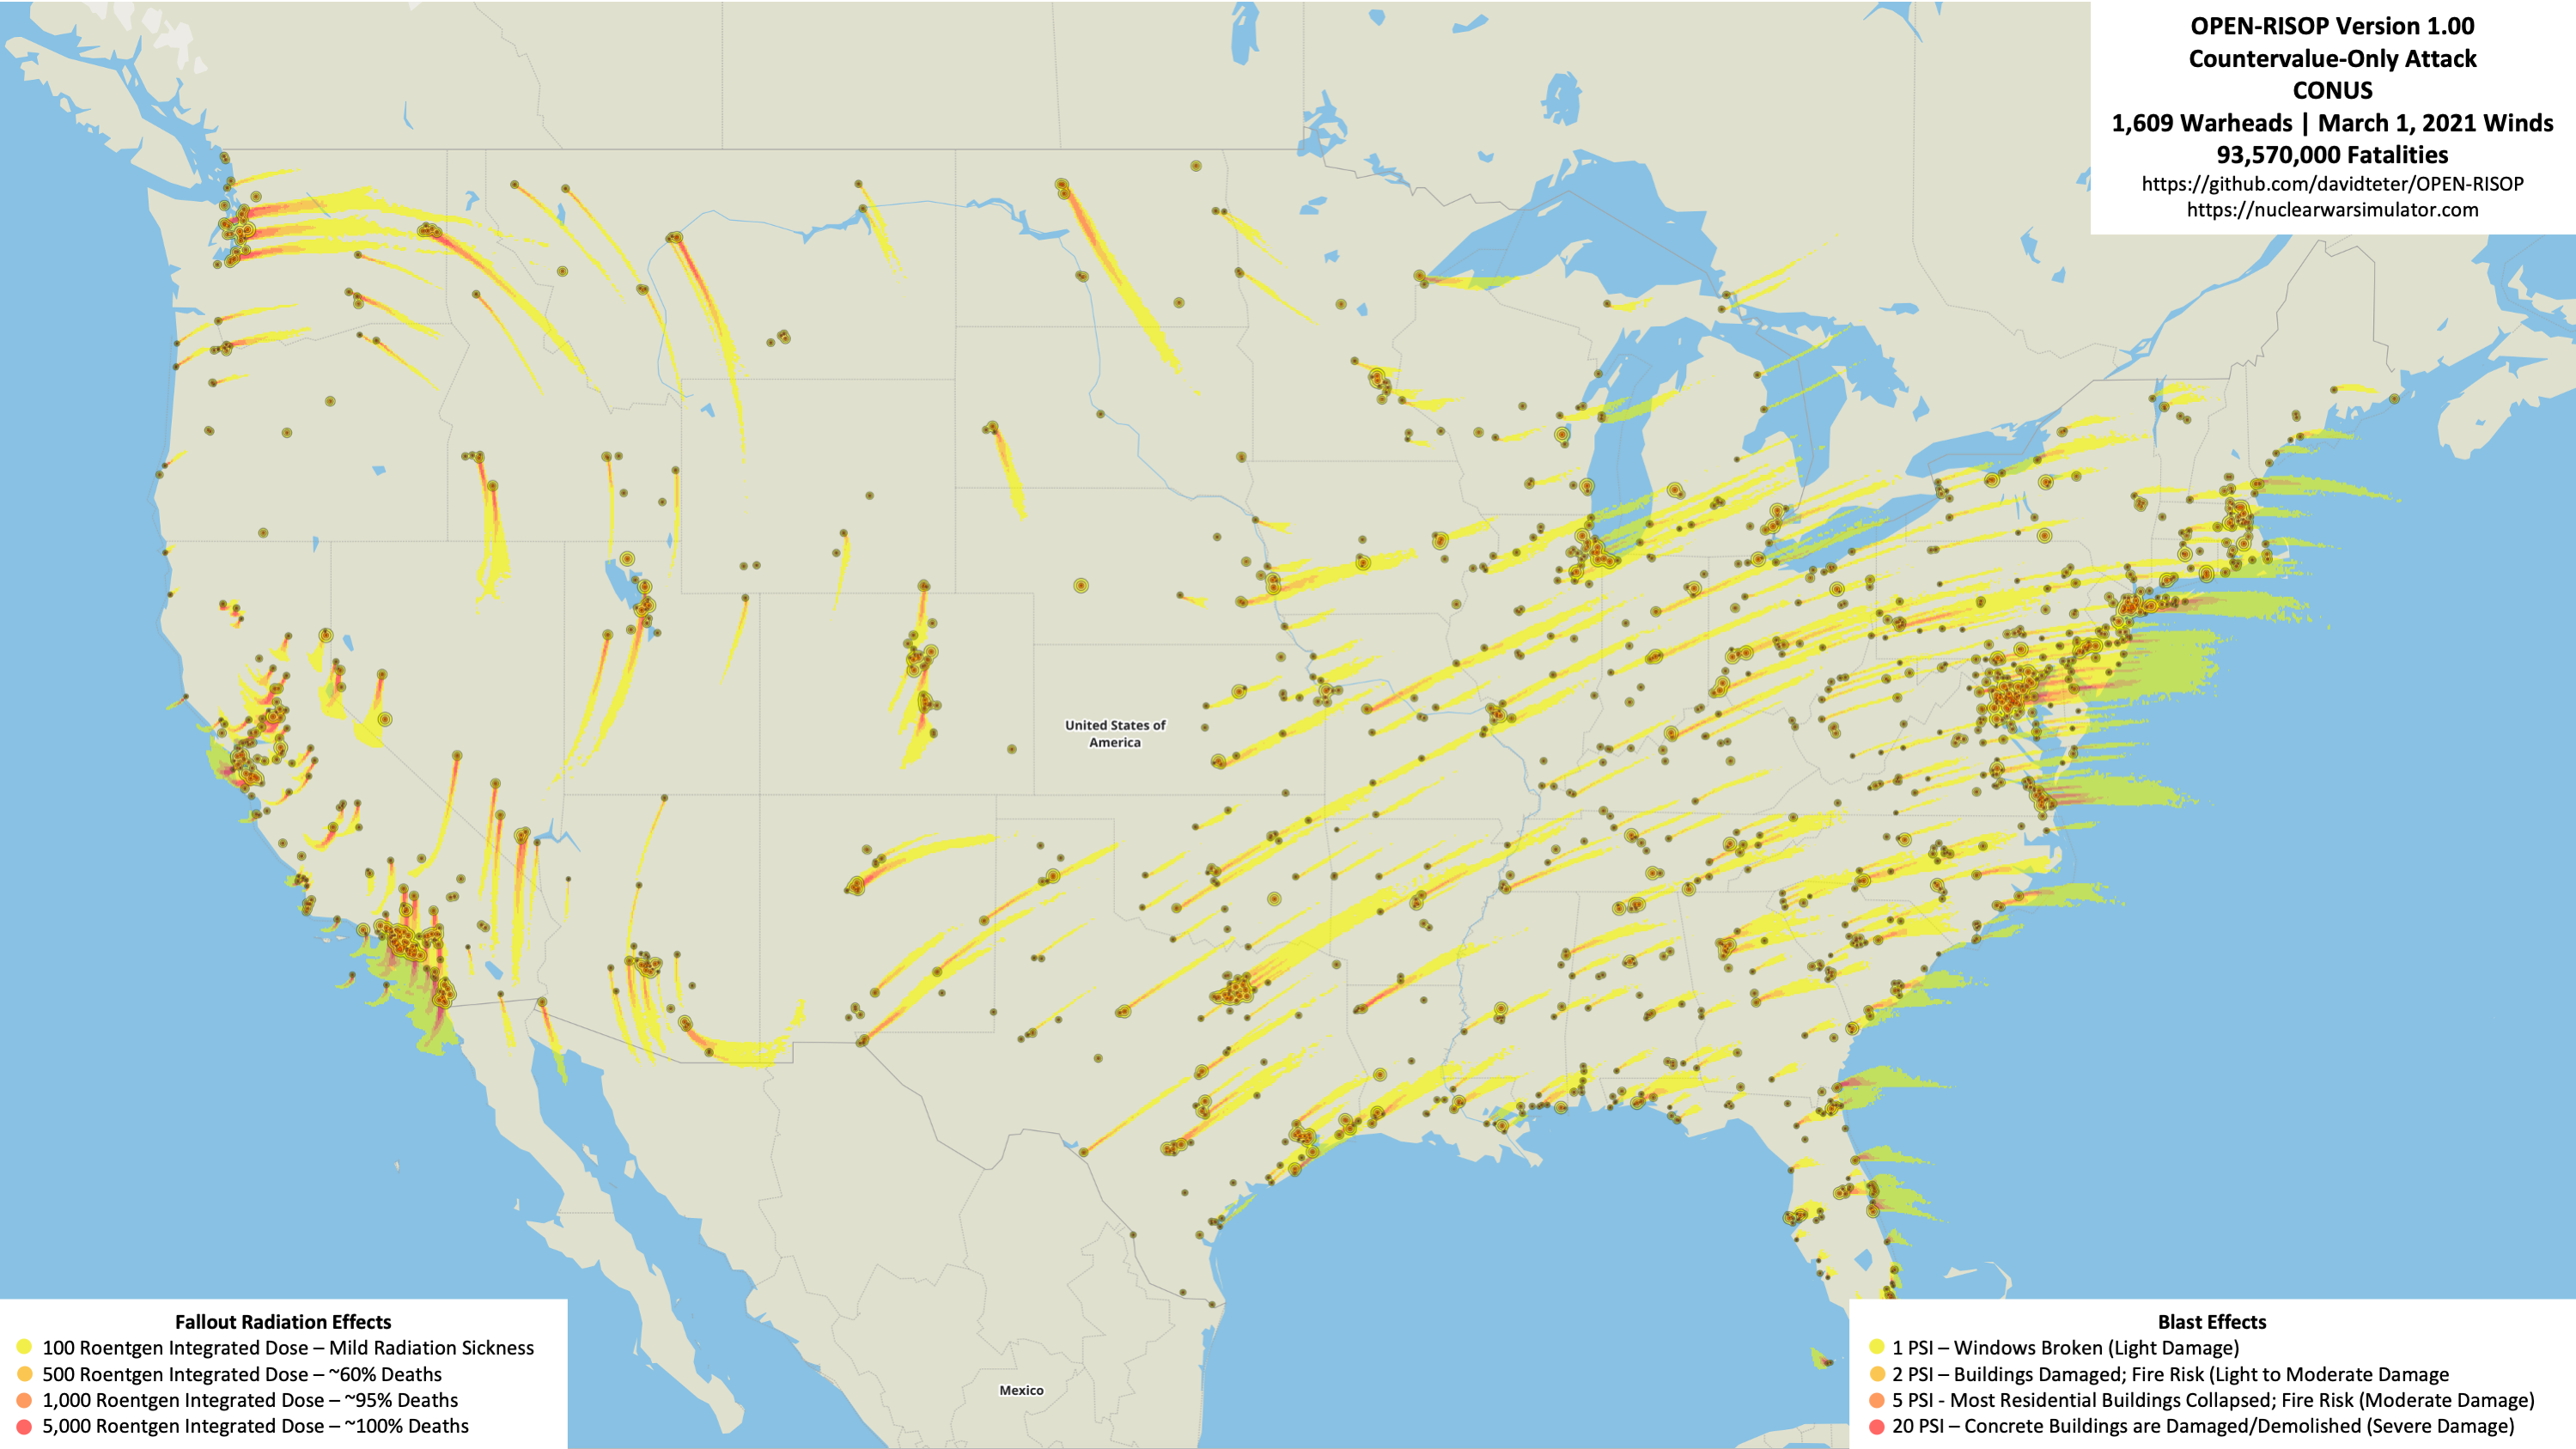 OPEN-RISOP Version 1.00
Countervalue-Only Attack
CONUS
1,609 Warheads | March 1, 2021 Winds
93,570,000 Fatalities
https://github.com/davidteter/OPEN-RISOP
https://nuclearwarsimulator.com
United States of
America
Mexico
Fallout Radiation Effects
100 Roentgen Integrated Dose – Mild Radiation Sickness
500 Roentgen Integrated Dose – ~60% Deaths
1,000 Roentgen Integrated Dose – ~95% Deaths
5,000 Roentgen Integrated Dose – ~100% Deaths
Blast Effects
1 PSI – Windows Broken (Light Damage)
2 PSI – Buildings Damaged; Fire Risk (Light to Moderate Damage
5 PSI - Most Residential Buildings Collapsed; Fire Risk (Moderate Damage)
20 PSI – Concrete Buildings are Damaged/Demolished (Severe Damage)